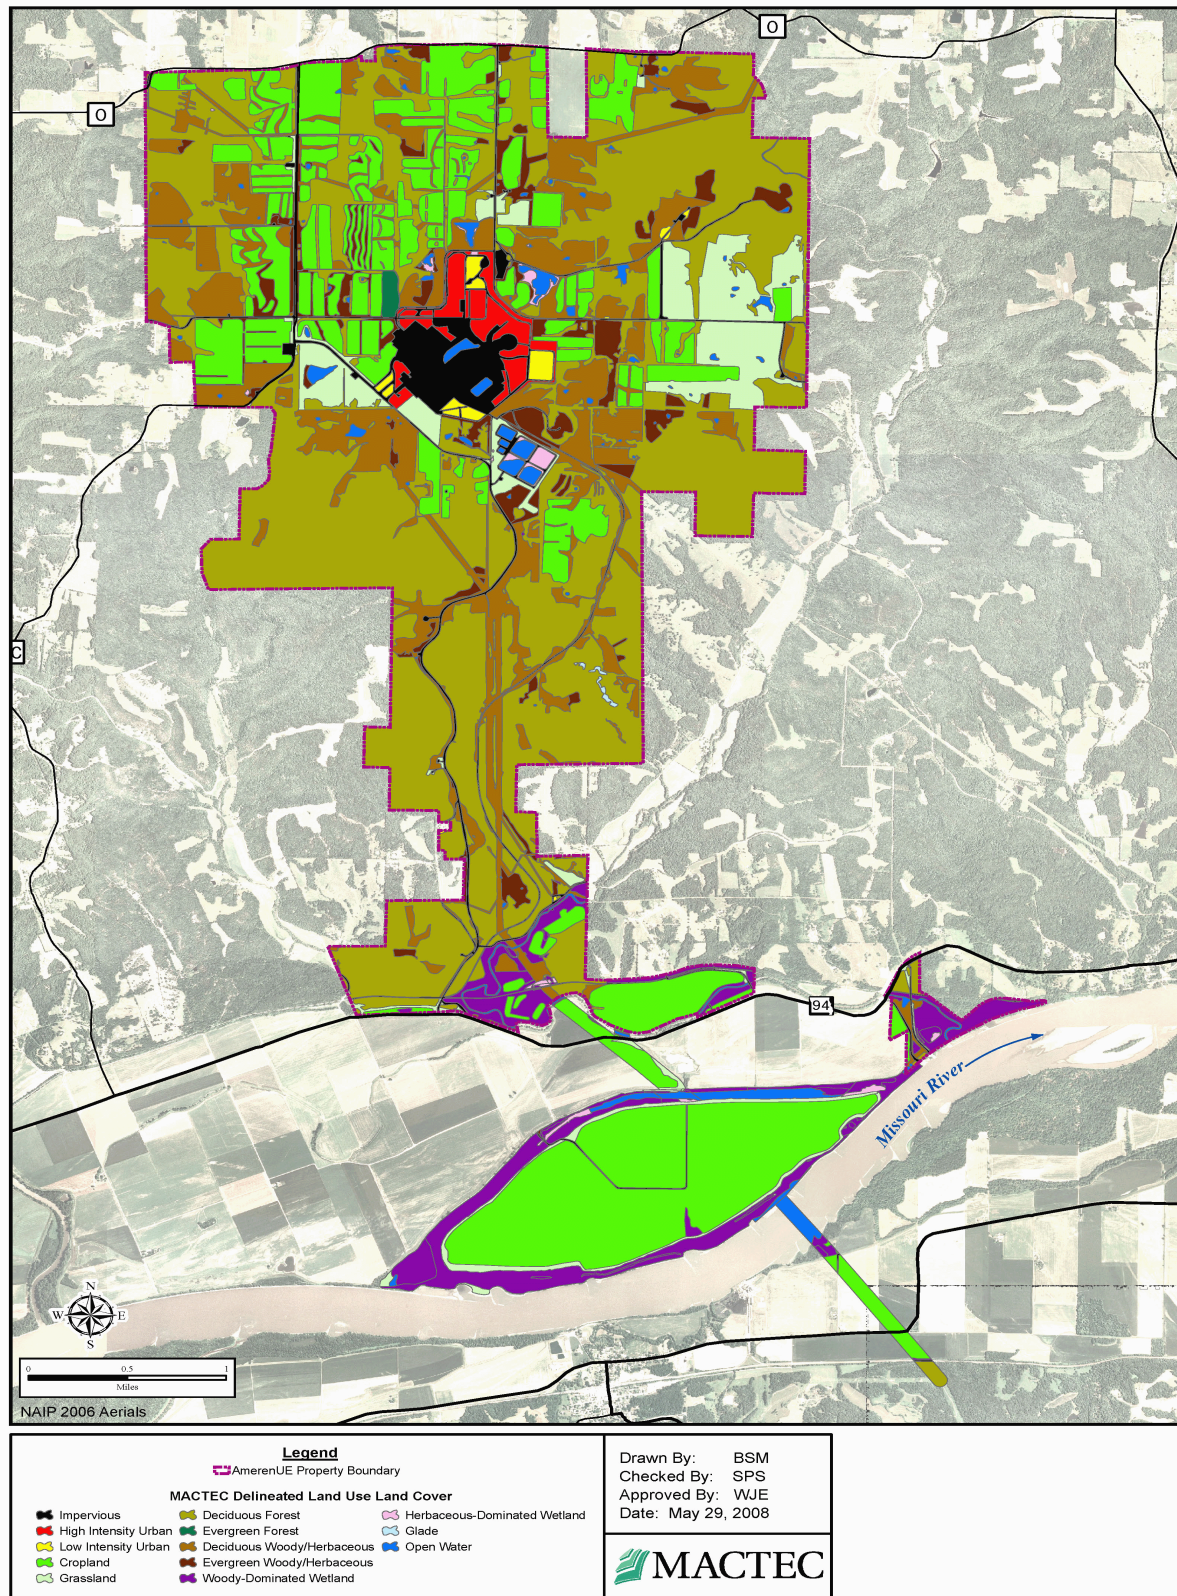 O
O
C
94
Missouri River
N
W E
S
0 0.5 1
Miles
NAIP 2006 Aerials
Legend
AmerenUE Property Boundary
MACTEC Delineated Land Use Land Cover
Impervious
High Intensity Urban
Low Intensity Urban
Cropland
Grassland
Deciduous Forest
Evergreen Forest
Deciduous Woody/Herbaceous
Evergreen Woody/Herbaceous
Woody-Dominated Wetland
Herbaceous-Dominated Wetland
Glade
Open Water
Drawn By: BSM
Checked By: SPS
Approved By: WJE
Date: May 29, 2008
MACTEC